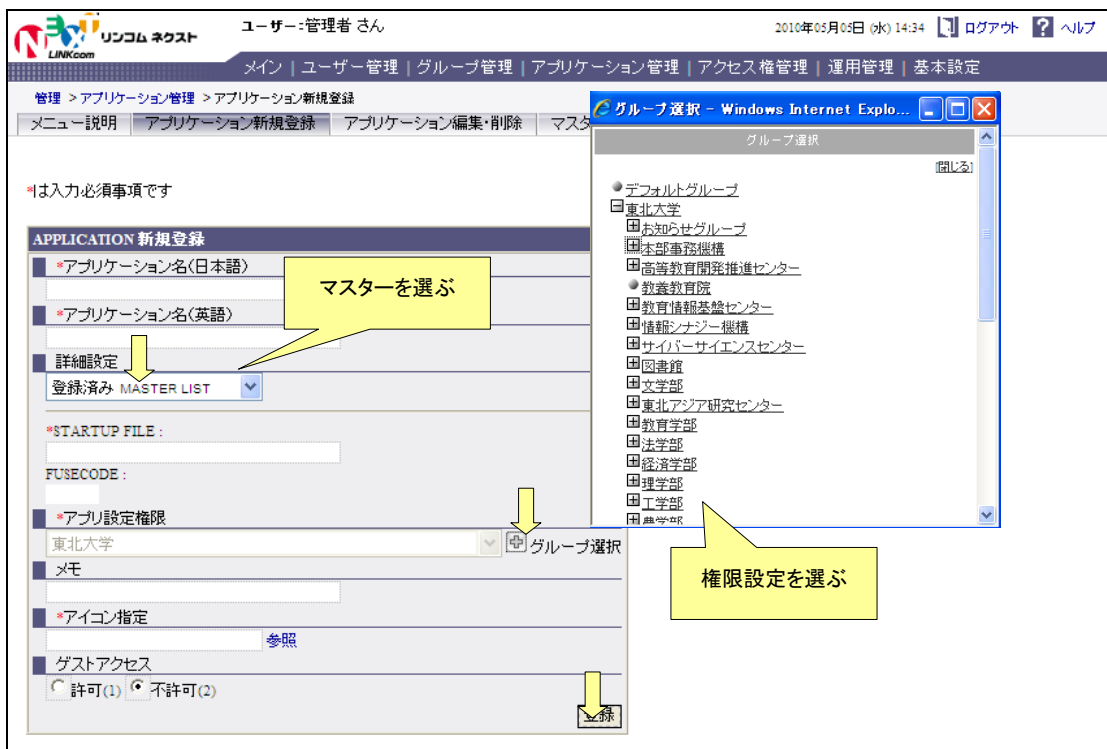 NEXT リンコム ネクスト
LINKcom
ユーザー:管理者 さん
2010年05月05日 (水) 14:34 ログアウト ? ヘルプ
メイン | ユーザー管理 | グループ管理 | アプリケーション管理 | アクセス権管理 | 運用管理 | 基本設定
管理 >アプリケーション管理 >アプリケーション新規登録
メニュー説明 アプリケーション新規登録 アプリケーション編集・削除 マスタ
*は入力必須事項です
APPLICATION 新規登録
*アプリケーション名(日本語)
*アプリケーション名(英語)
詳細設定
登録済み MASTER LIST
*STARTUP FILE :
FUSECODE :
*アプリ設定権限
東北大学
グループ選択
メモ
*アイコン指定
参照
ゲストアクセス
許可(1) 不許可(2)
登録
マスターを選ぶ
グループ選択 - Windows Internet Explo...
グループ選択
[閉じる]
デフォルトグループ
東北大学
お知らせグループ
本部事務機構
高等教育開発推進センター
教養教育院
教育情報基盤センター
情報シナジー機構
サイバーサイエンスセンター
図書館
文学部
東北アジア研究センター
教育学部
法学部
経済学部
理学部
工学部
農学部
権限設定を選ぶ